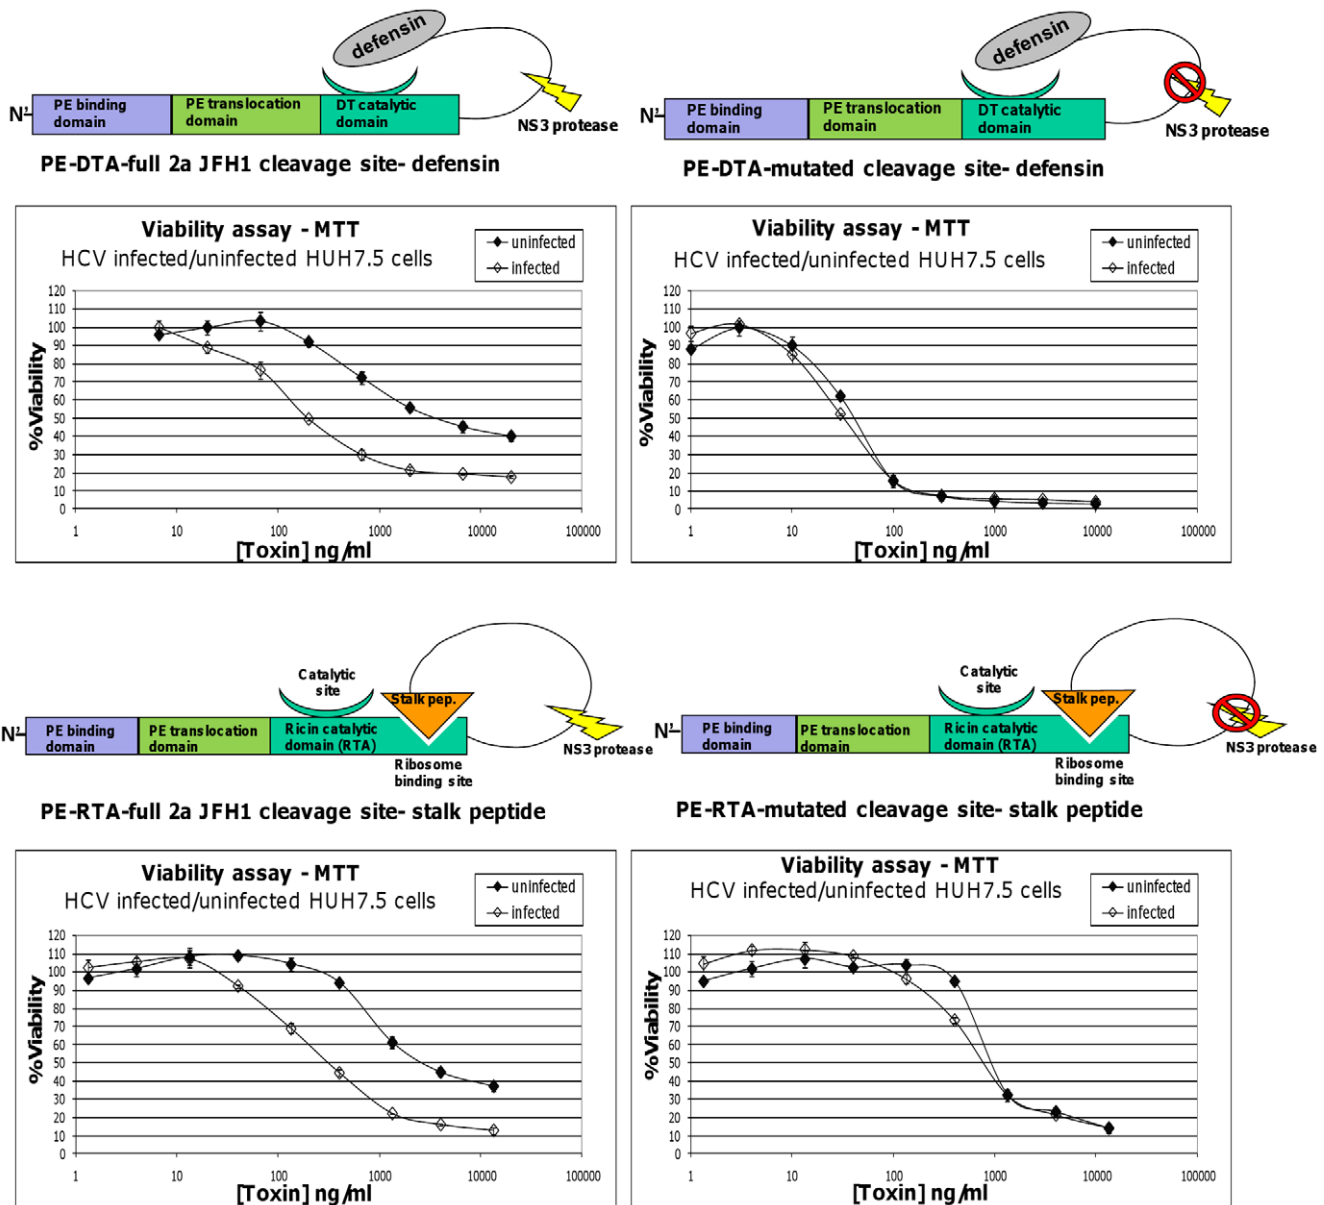 defensin
N'-
PE binding
domain
PE translocation
domain
DT catalytic
domain
NS3 protease
PE-DTA-full 2a JFH1 cleavage site- defensin
defensin
N'-
PE binding
domain
PE translocation
domain
DT catalytic
domain
NS3 protease
PE-DTA-mutated cleavage site- defensin
Viability assay - MTT
HCV infected/uninfected HUH7.5 cells
uninfected
infected
%Viability
120
110
100
90
80
70
60
50
40
30
20
10
0
1
10
100
1000
10000
100000
[Toxin] ng/ml
Viability assay - MTT
HCV infected/uninfected HUH7.5 cells
uninfected
infected
%Viability
120
110
100
90
80
70
60
50
40
30
20
10
0
1
10
100
1000
10000
100000
[Toxin] ng/ml
Catalytic
site
Stalk pep.
N'-
PE binding
domain
PE translocation
domain
Ricin catalytic
domain (RTA)
Ribosome
binding site
NS3 protease
PE-RTA-full 2a JFH1 cleavage site- stalk peptide
Catalytic
site
Stalk pep.
N'-
PE binding
domain
PE translocation
domain
Ricin catalytic
domain (RTA)
Ribosome
binding site
NS3 protease
PE-RTA-mutated cleavage site- stalk peptide
Viability assay - MTT
HCV infected/uninfected HUH7.5 cells
uninfected
infected
%Viability
120
110
100
90
80
70
60
50
40
30
20
10
0
1
10
100
1000
10000
100000
[Toxin] ng/ml
Viability assay - MTT
HCV infected/uninfected HUH7.5 cells
uninfected
infected
%Viability
120
110
100
90
80
70
60
50
40
30
20
10
0
1
10
100
1000
10000
100000
[Toxin] ng/ml